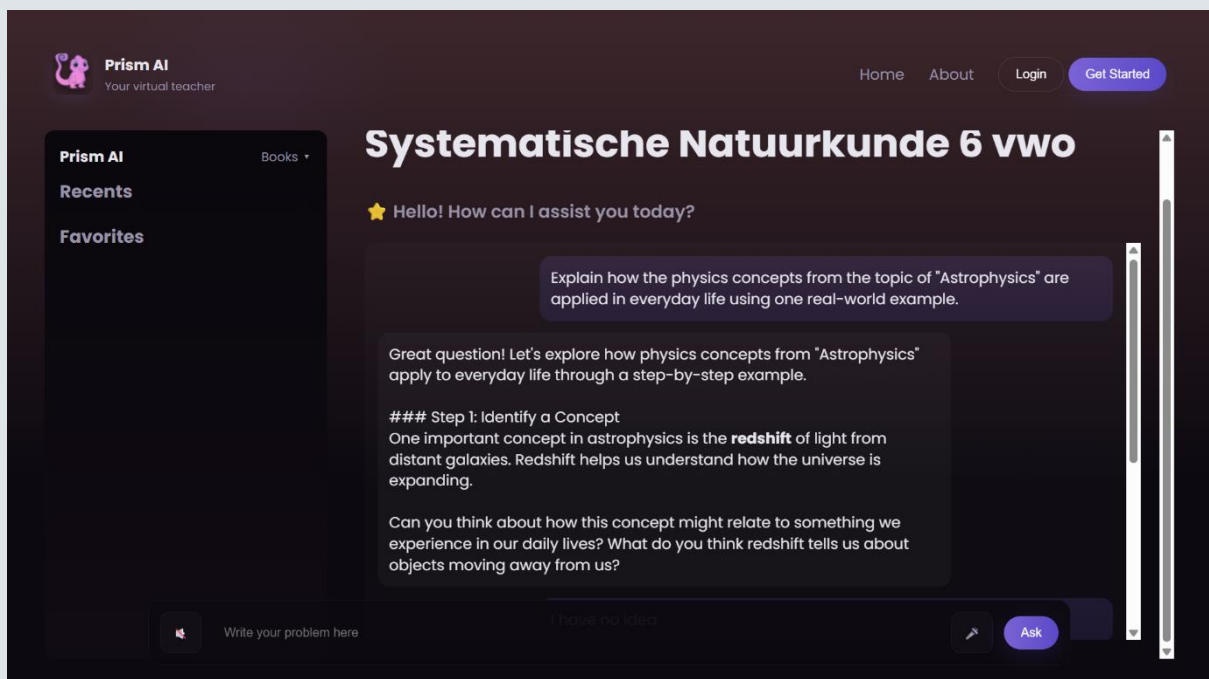 Prism AI
Your virtual teacher
Home
About
Login
Get Started
Prism AI
Books
Recents
Favorites
Systematische Natuurkunde 6 vwo
Hello! How can I assist you today?
Explain how the physics concepts from the topic of "Astrophysics" are
applied in everyday life using one real-world example.
Great question! Let's explore how physics concepts from "Astrophysics"
apply to everyday life through a step-by-step example.
### Step 1: Identify a Concept
One important concept in astrophysics is the redshift of light from
distant galaxies. Redshift helps us understand how the universe is
expanding.
Can you think about how this concept might relate to something we
experience in our daily lives? What do you think redshift tells us about
objects moving away from us?
I have no idea
Write your problem here
Ask